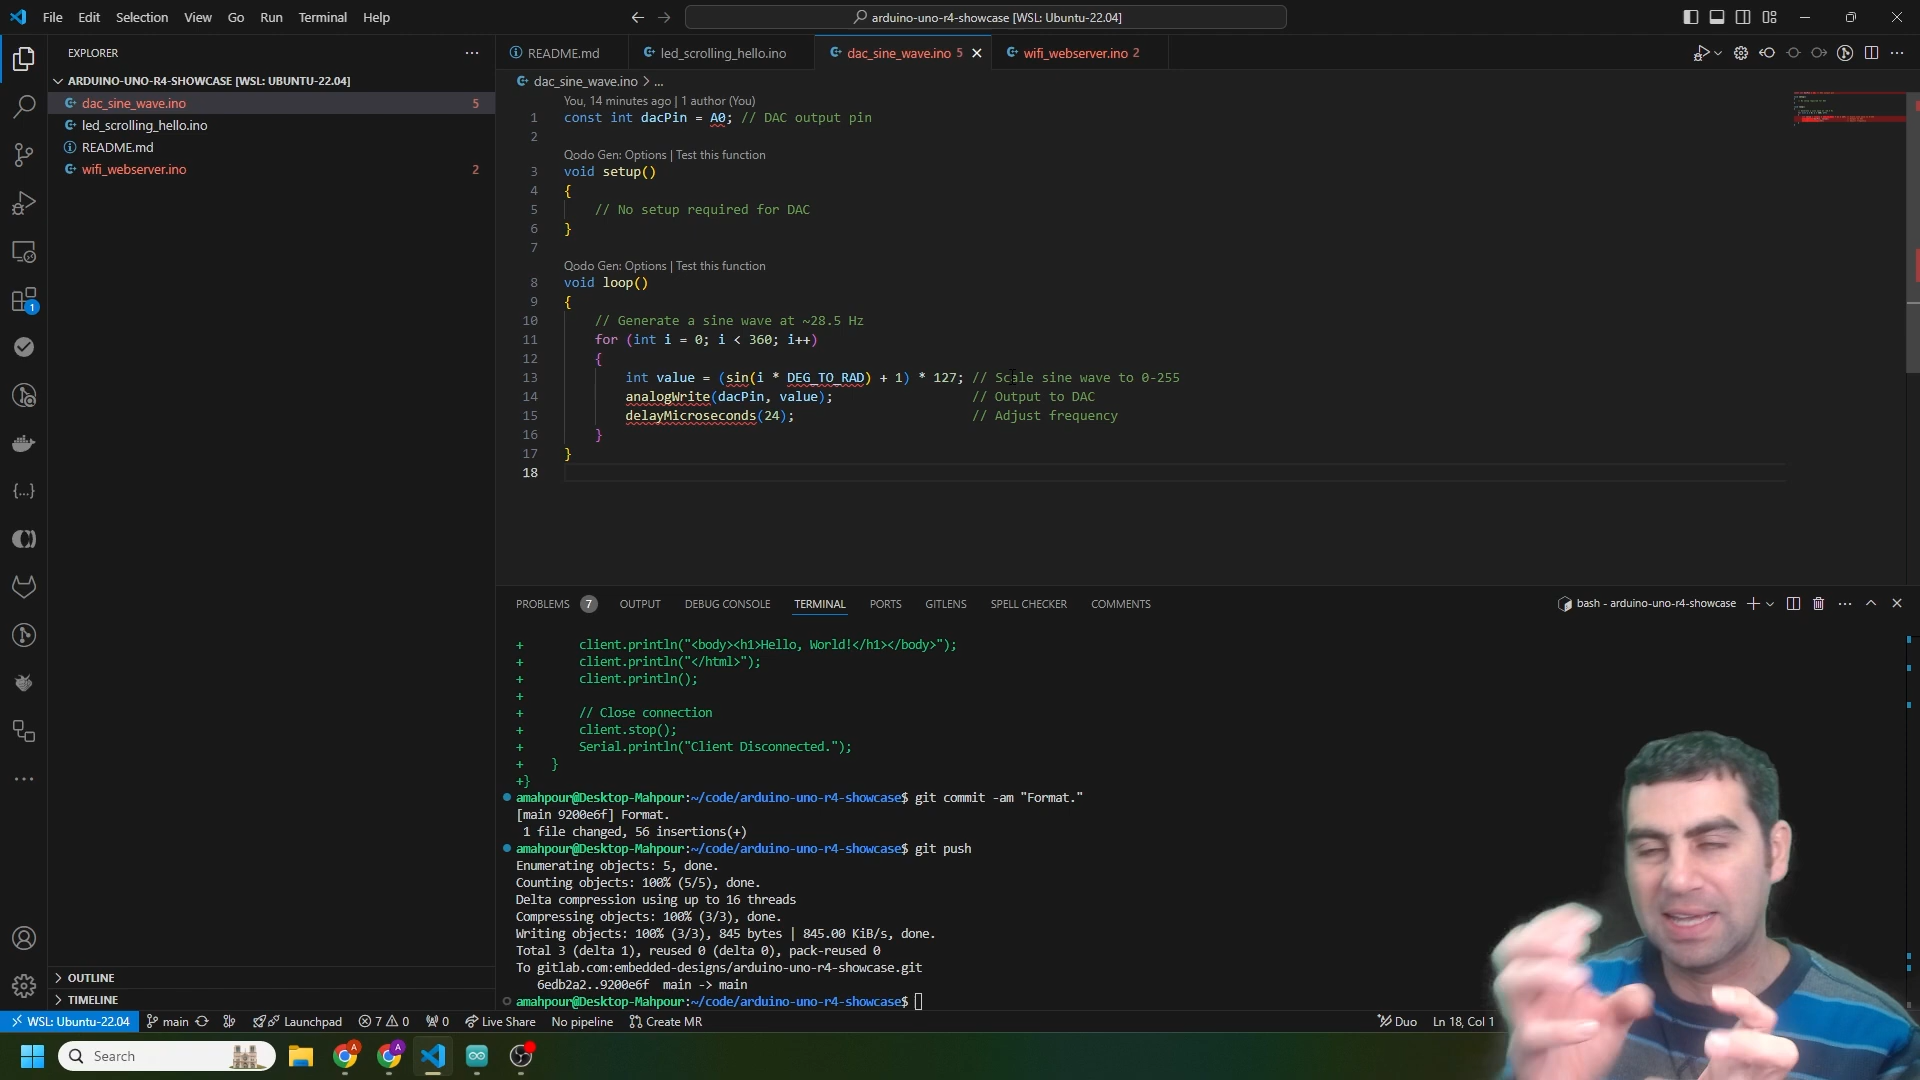 File Edit Selection View Go Run Terminal Help
arduino-uno-r4-showcase [WSL: Ubuntu-22.04]
EXPLORER
ARDUINO-UNO-R4-SHOWCASE [WSL: UBUNTU-22.04]
dac_sine_wave.ino 5
led_scrolling_hello.ino
README.md
wifi_webserver.ino 2
1
OUTLINE
TIMELINE
README.md led_scrolling_hello.ino dac_sine_wave.ino 5 wifi_webserver.ino 2
dac_sine_wave.ino > ...
You, 14 minutes ago | 1 author (You)
1 const int dacPin = A0; // DAC output pin
2
Qodo Gen: Options | Test this function
3 void setup()
4 {
5 // No setup required for DAC
6 }
7
Qodo Gen: Options | Test this function
8 void loop()
9 {
10 // Generate a sine wave at ~28.5 Hz
11 for (int i = 0; i < 360; i++)
12 {
13 int value = (sin(i * DEG_TO_RAD) + 1) * 127; // Scale sine wave to 0-255
14 analogWrite(dacPin, value); // Output to DAC
15 delayMicroseconds(24); // Adjust frequency
16 }
17 }
18
PROBLEMS 7 OUTPUT DEBUG CONSOLE TERMINAL PORTS GITLENS SPELL CHECKER COMMENTS
bash - arduino-uno-r4-showcase
+ client.println("<body><h1>Hello, World!</h1></body>");
+ client.println("</html>");
+ client.println();
+
+ // Close connection
+ client.stop();
+ Serial.println("Client Disconnected.");
+ }
+}
amahpour@Desktop-Mahpour:~/code/arduino-uno-r4-showcase$ git commit -am "Format."
[main 9200e6f] Format.
1 file changed, 56 insertions(+)
amahpour@Desktop-Mahpour:~/code/arduino-uno-r4-showcase$ git push
Enumerating objects: 5, done.
Counting objects: 100% (5/5), done.
Delta compression using up to 16 threads
Compressing objects: 100% (3/3), done.
Writing objects: 100% (3/3), 845 bytes | 845.00 KiB/s, done.
Total 3 (delta 1), reused 0 (delta 0), pack-reused 0
To gitlab.com:embedded-designs/arduino-uno-r4-showcase.git
6edb2a2..9200e6f main -> main
amahpour@Desktop-Mahpour:~/code/arduino-uno-r4-showcase$
WSL: Ubuntu-22.04 main Launchpad 7 0 0 Live Share No pipeline Create MR Duo Ln 18, Col 1
Search
A A